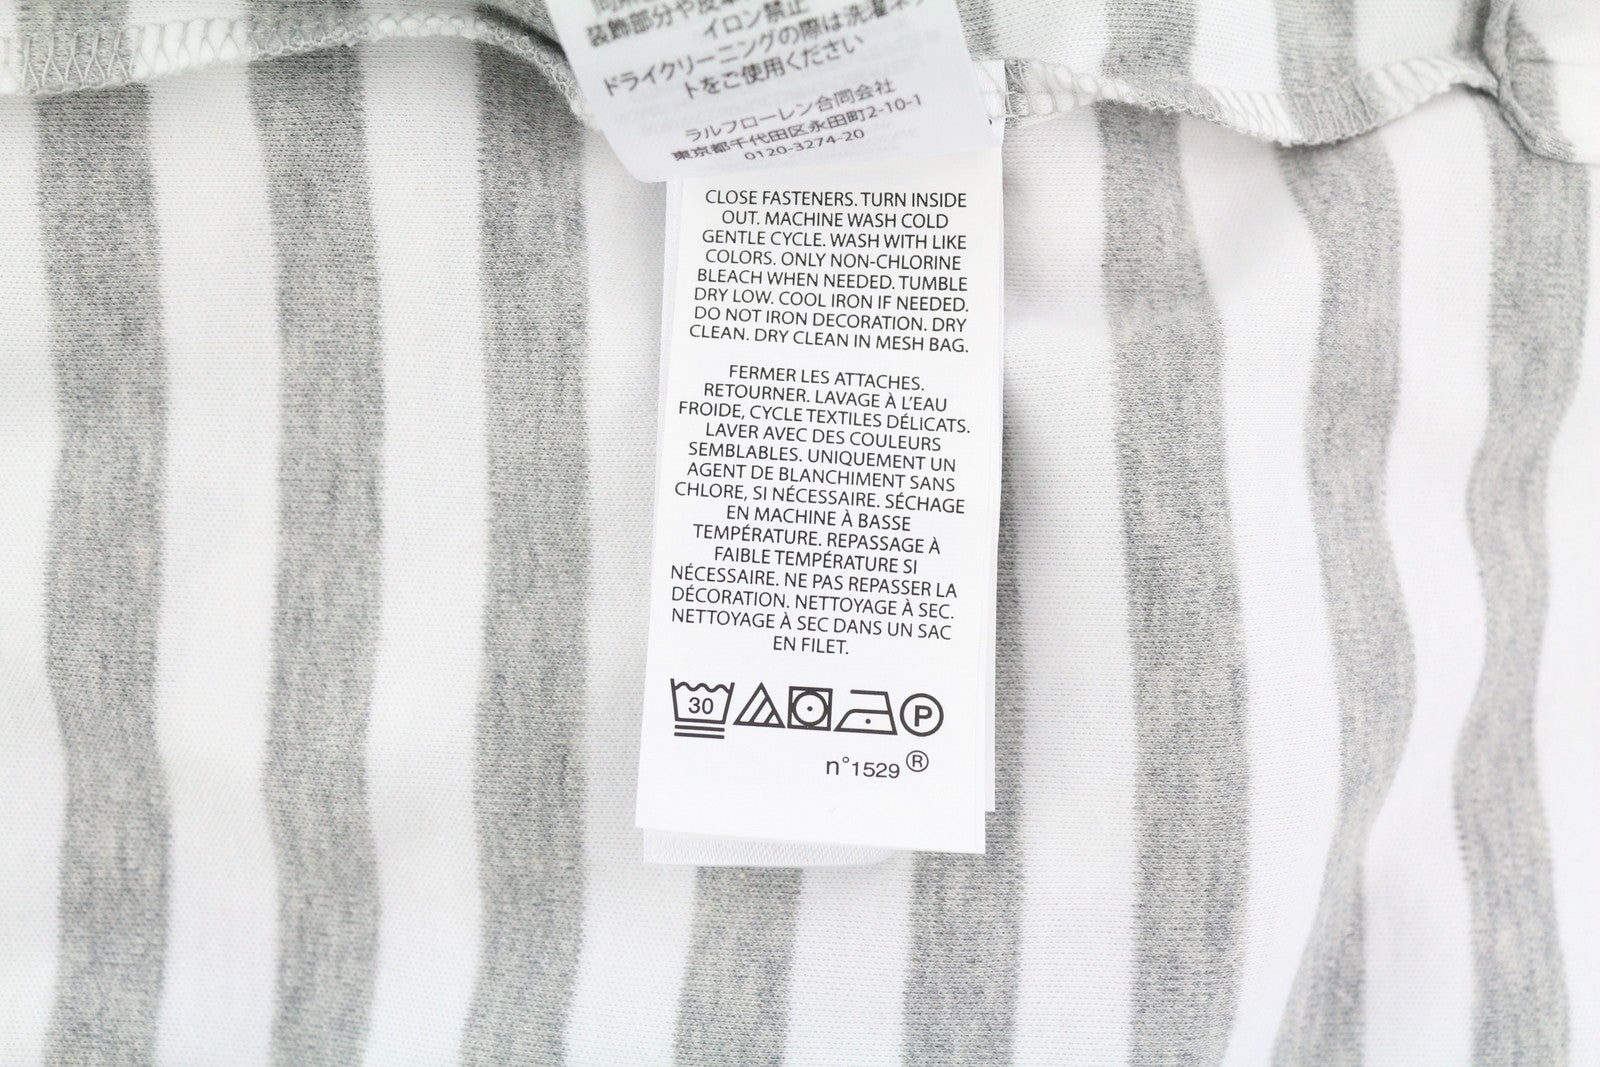 装飾部分や皮革
イロン禁止
ドライクリーニングの際は洗濯ネッ
トをご使用ください
ラルフローレン合同会社
東京都千代田区永田町2-10-1
0120-3274-20
CLOSE FASTENERS. TURN INSIDE
OUT. MACHINE WASH COLD
GENTLE CYCLE. WASH WITH LIKE
COLORS. ONLY NON-CHLORINE
BLEACH WHEN NEEDED. TUMBLE
DRY LOW. COOL IRON IF NEEDED.
DO NOT IRON DECORATION. DRY
CLEAN. DRY CLEAN IN MESH BAG.
FERMER LES ATTACHES.
RETOURNER. LAVAGE À L'EAU
FROIDE, CYCLE TEXTILES DÉLICATS.
LAVER AVEC DES COULEURS
SEMBLABLES. UNIQUEMENT UN
AGENT DE BLANCHIMENT SANS
CHLORE, SI NÉCESSAIRE. SÉCHAGE
EN MACHINE À BASSE
TEMPÉRATURE. REPASSAGE À
FAIBLE TEMPÉRATURE SI
NÉCESSAIRE. NE PAS REPASSER LA
DÉCORATION. NETTOYAGE À SEC.
NETTOYAGE À SEC DANS UN SAC
EN FILET.
30 P
n°1529 ®